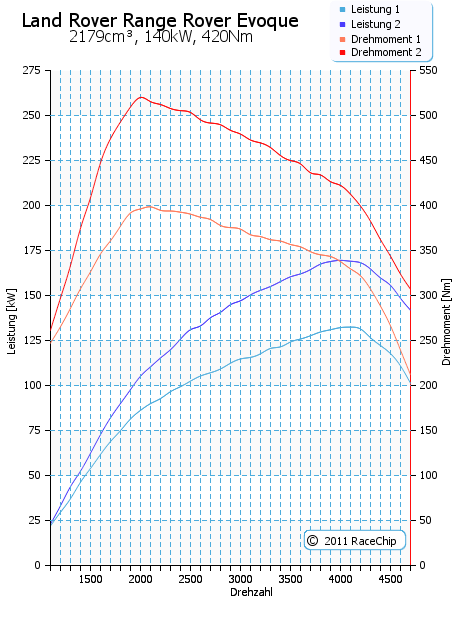 Land Rover Range Rover Evoque
2179cm³, 140kW, 420Nm
Leistung 1
Leistung 2
Drehmoment 1
Drehmoment 2
275 550
250 500
225 450
200 400
175 350
150 300
125 250
100 200
75 150
50 100
25 50
0 0
Leistung [kW]
Drehmoment [Nm]
© 2011 RaceChip
1500 2000 2500 3000 3500 4000 4500
Drehzahl